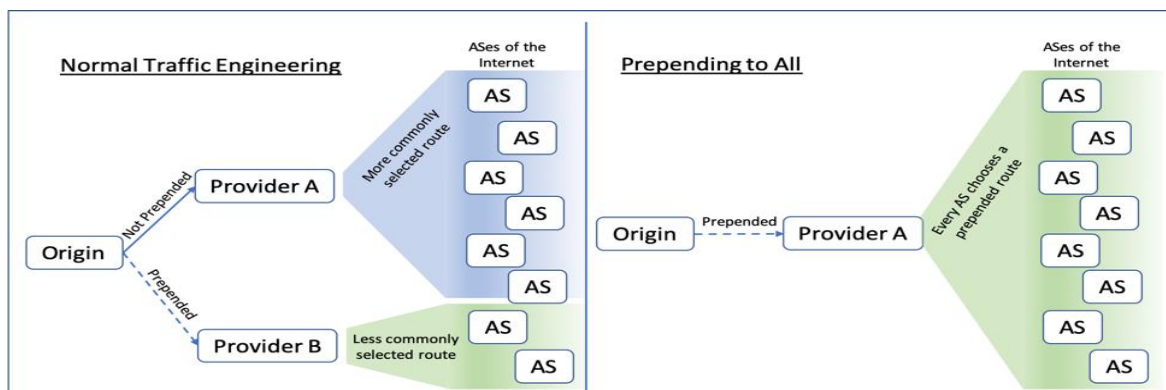 Normal Traffic Engineering
ASes of the
Internet
More commonly
selected route
AS
AS
AS
AS
AS
AS
Not Prepended
Provider A
Origin
Prepended
Provider B
Less commonly
selected route
AS
AS
Prepending to All
ASes of the
Internet
Origin
Prepended
Provider A
Every AS chooses a
prepended route
AS
AS
AS
AS
AS
AS
AS
AS